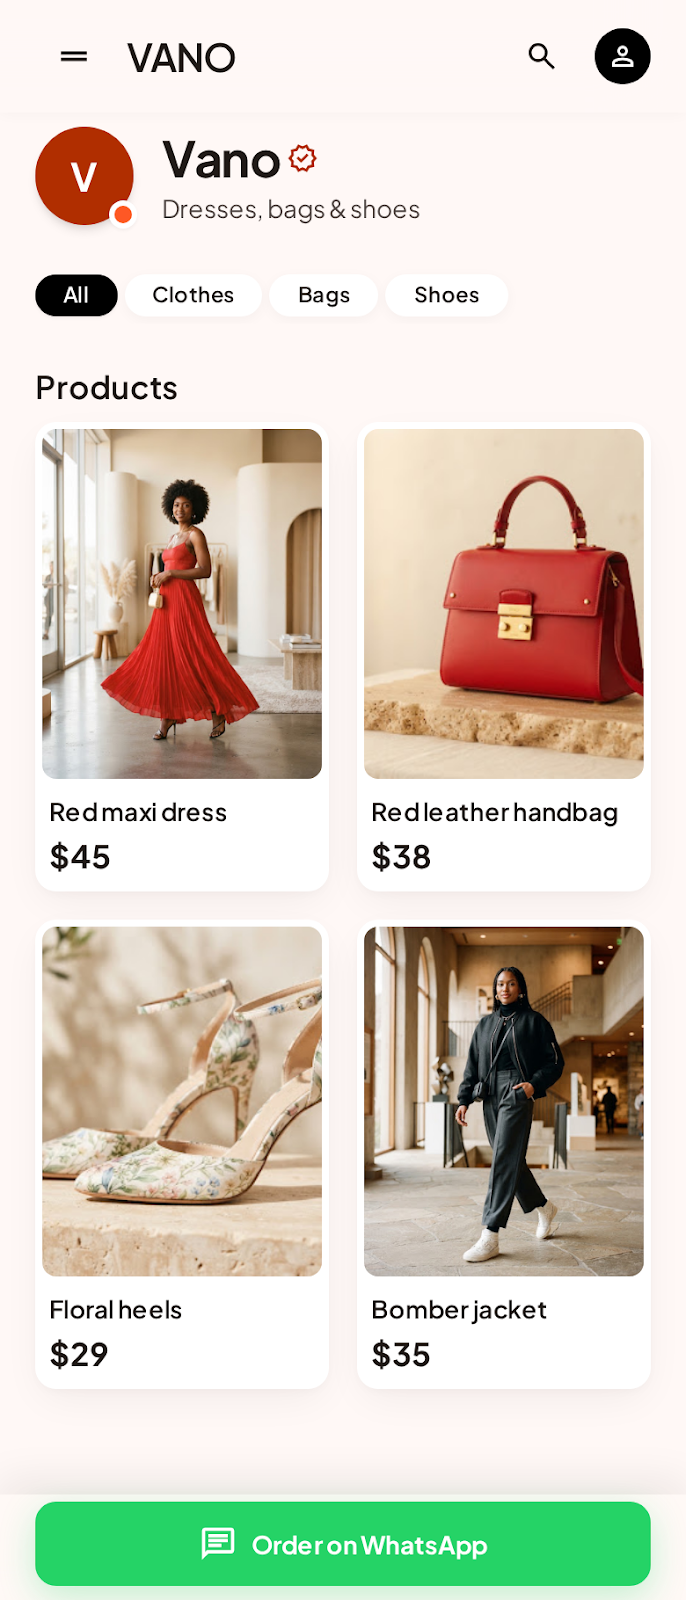 VANO
V
Vano
Dresses, bags & shoes
All
Clothes
Bags
Shoes
Products
Red maxi dress
$45
Red leather handbag
$38
Floral heels
$29
Bomber jacket
$35
Order on WhatsApp